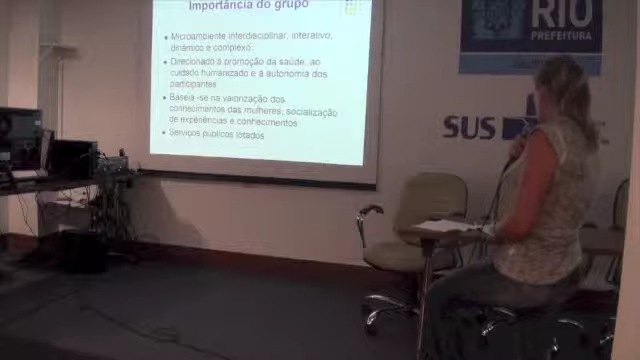 Importância do grupo
Microambiente interdisciplinar, interativo,
dinâmico e complexo.
Direcionado à promoção da saúde, ao
cuidado humanizado e à autonomia dos
participantes
Baseia -se na valorização dos
conhecimentos das mulheres, socialização
de experiências e conhecimentos
Serviços públicos lotados
RIO
PREFEITURA
SUS